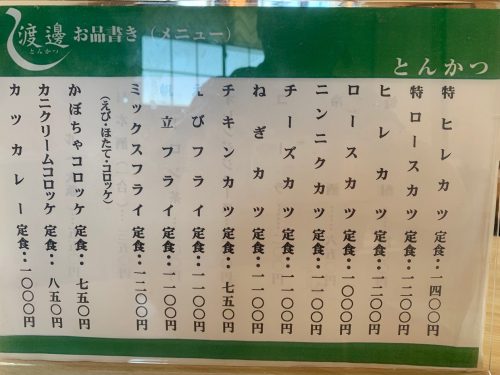 渡邊
とんかつ
お品書き（メニュー）
とんかつ
特ヒレカツ 定食‥一四〇〇円
特ロースカツ 定食‥一二〇〇円
ヒレカツ 定食‥一二〇〇円
ロースカツ 定食‥一〇〇〇円
ニンニクカツ 定食‥一一〇〇円
チーズカツ 定食‥一一〇〇円
ねぎカツ 定食‥一一〇〇円
チキンカツ 定食‥七五〇円
えびフライ 定食‥一一〇〇円
帆立フライ 定食‥一一〇〇円
ミックスフライ 定食‥一二〇〇円
（えび・ほたて・コロッケ）
かぼちゃコロッケ 定食‥七五〇円
カニクリームコロッケ 定食‥八五〇円
カツカレー 定食‥一〇〇〇円